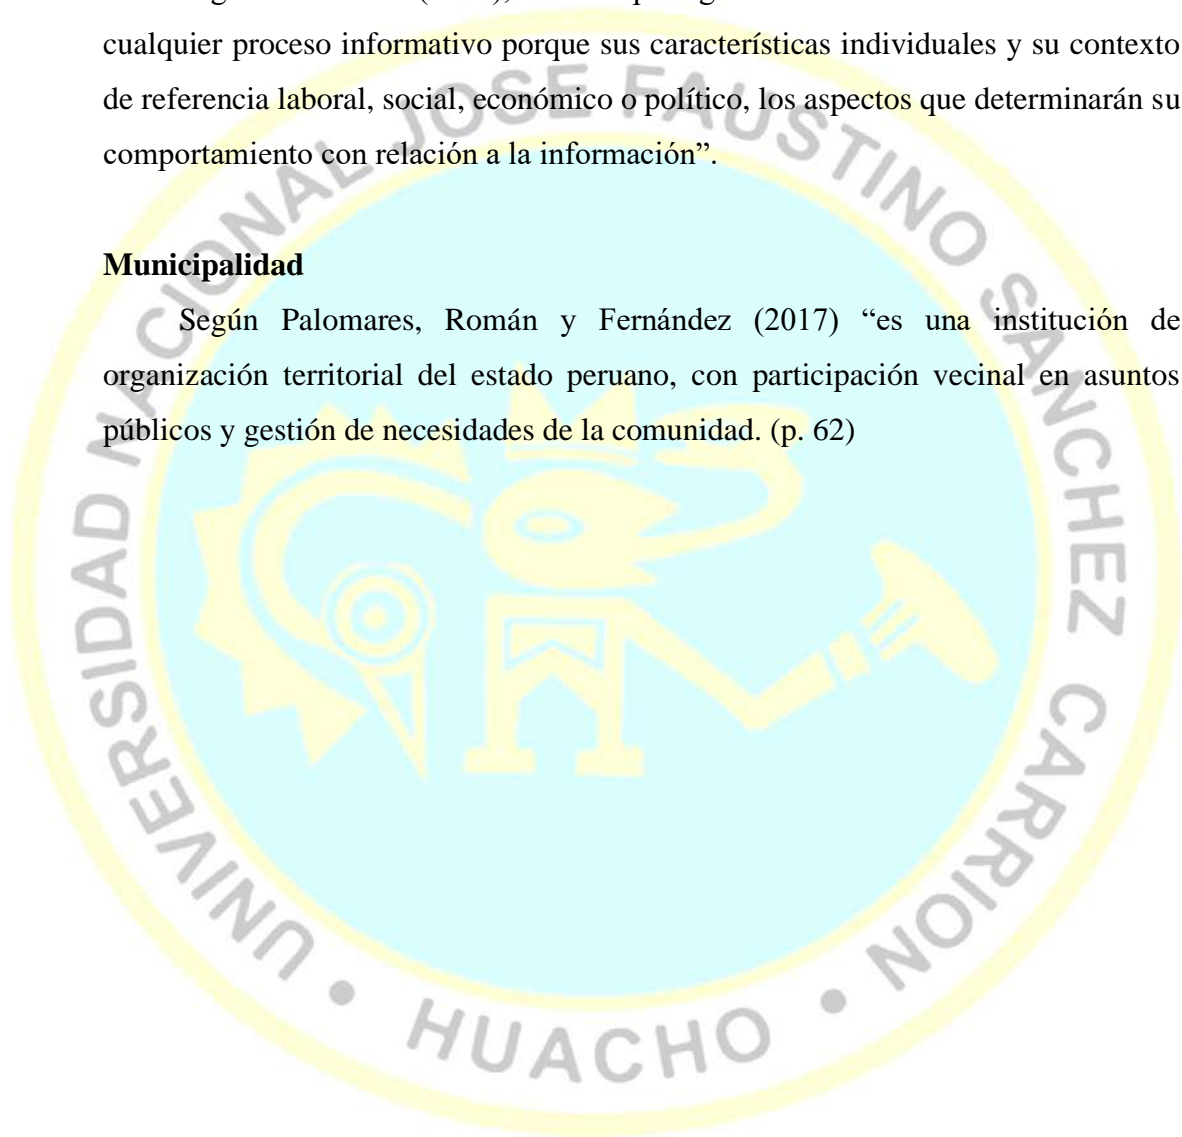 cualquier proceso informativo porque sus características individuales y su contexto
de referencia laboral, social, económico o político, los aspectos que determinarán su
comportamiento con relación a la información”.
Municipalidad
Según Palomares, Román y Fernández (2017) “es una institución de
organización territorial del estado peruano, con participación vecinal en asuntos
públicos y gestión de necesidades de la comunidad. (p. 62)
UNIVERSIDAD NACIONAL JOSE FAUSTINO SANCHEZ CARRION • HUACHO •